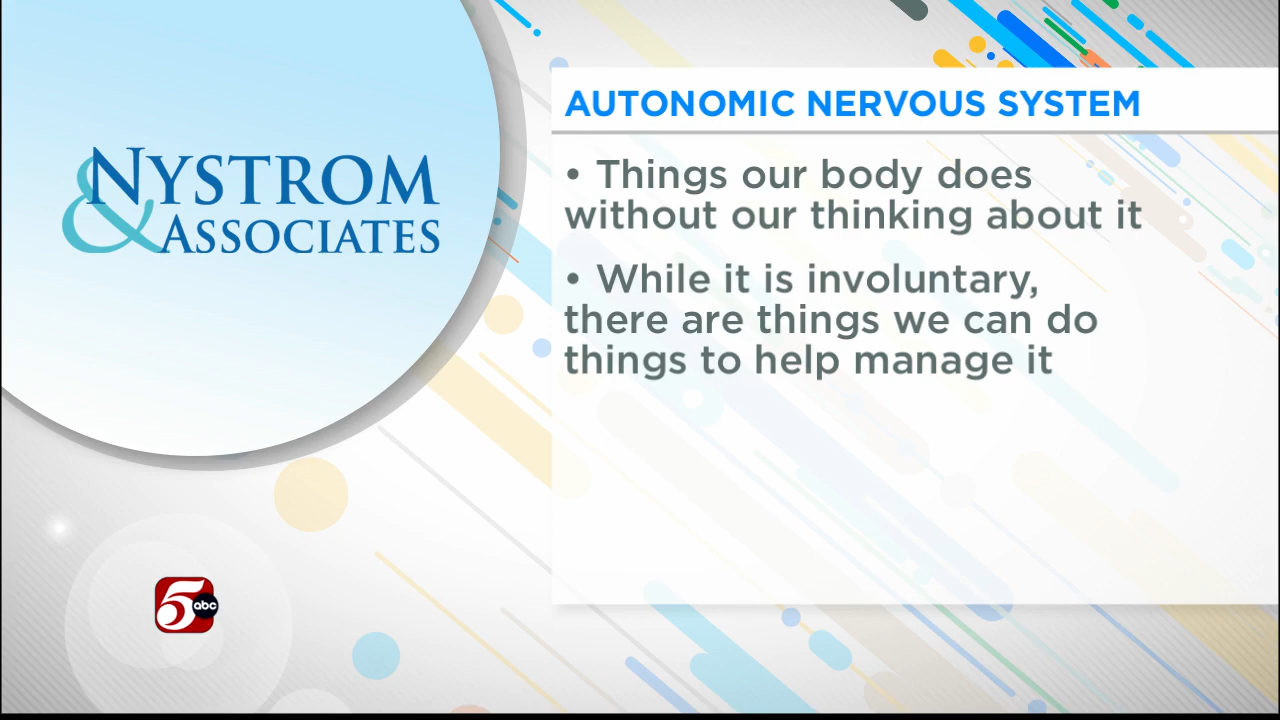 NYSTROM
& ASSOCIATES
AUTONOMIC NERVOUS SYSTEM
• Things our body does
without our thinking about it
• While it is involuntary,
there are things we can do
things to help manage it
5 abc